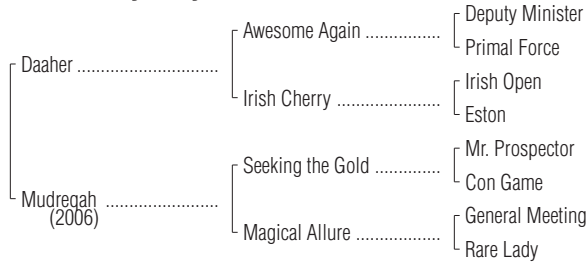 Deputy Minister
Awesome Again ................
Primal Force
Daaher ..............................
Irish Open
Irish Cherry ......................
Eston
Mr. Prospector
Seeking the Gold ..............
Con Game
Mudreqah ........................
(2006)
General Meeting
Magical Allure ..................
Rare Lady